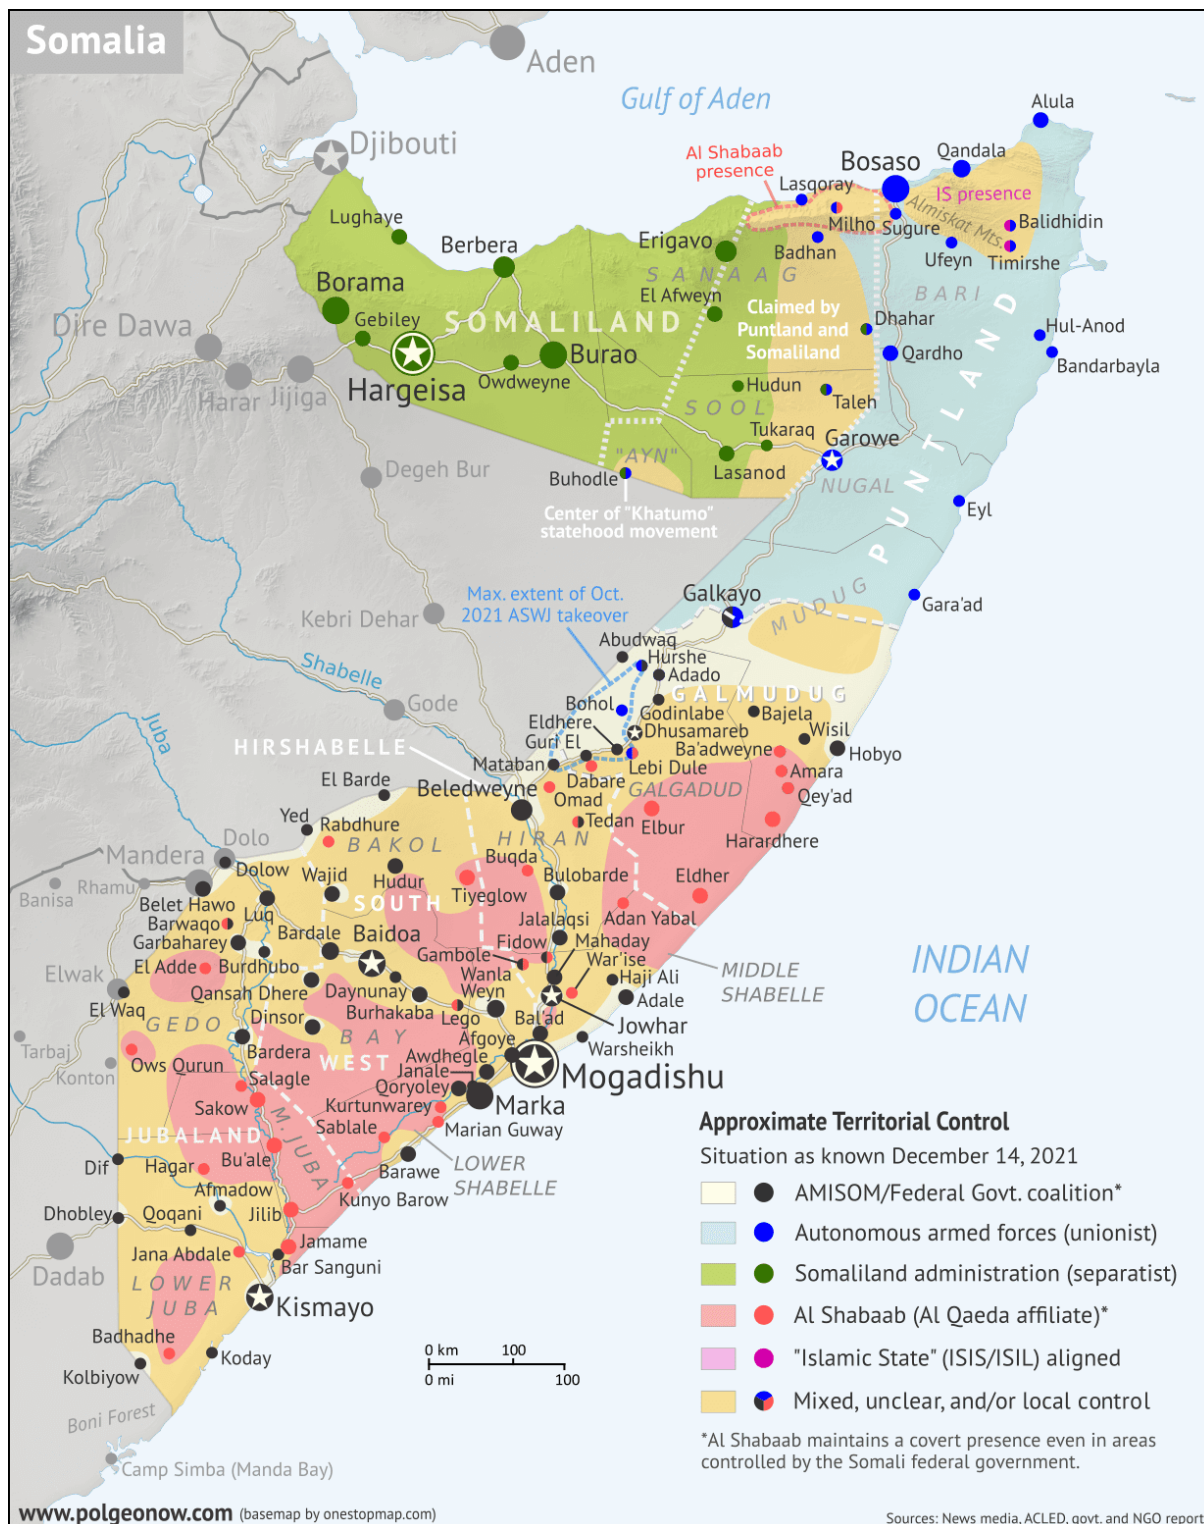 Somalia
Aden
Gulf of Aden
Alula
Djibouti
Al Shabaab
presence
Bosaso
Qandala
Lasqoray
IS presence
Lughaye
Milho
Almiskat Mts.
Balidhidin
Sugure
Berbera
Erigavo
Badhan
Ufeyn
Timirshe
SANAAG
Borama
El Afweyn
BARI
Gebiley
SOMALILAND
Claimed by
Puntland and
Somaliland
Dhahar
Hul-Anod
Dire Dawa
Burao
Qardho
Bandarbayla
Hargeisa
Owdweyne
Harar
Jijiga
Hudun
Taleh
PUNTLAND
SOOL
Tukaraq
Garowe
"AYN"
Degeh Bur
Buhodle
Lasanod
NUGAL
Center of "Khatumo"
statehood movement
Eyl
Max. extent of Oct.
2021 ASWJ takeover
Galkayo
MUDUG
Gara'ad
Kebri Dehar
Abudwaq
Hurshe
Shabelle
Adado
GALMUDUG
Gode
Bohol
Godinlabe
Bajela
Juba
Eldhere
Dhusamareb
Wisil
HIRSHABELLE
Guri El
Ba'adweyne
Hobyo
Mataban
Lebi Dule
Amara
El Barde
Dabare
GALGADUD
Qey'ad
Beledweyne
Omad
Yed
Rabdhure
Tedan
Elbur
Harardhere
Dolo
BAKOL
HIRAN
Mandera
Buqda
Dolow
Wajid
Hudur
Tiyeglow
Bulobarde
Eldher
Rhamu
Banisa
Belet Hawo
Luq
SOUTH
Barwaqo
Bardale
Baidoa
Jalalaqsi
Adan Yabal
Garbaharey
Fidow
Mahaday
El Adde
Burdhubo
Gambole
War'ise
INDIAN
OCEAN
Elwak
Wanla
Weyn
Haji Ali
MIDDLE
SHABELLE
Qansah Dhere
Daynunay
Adale
El Waq
Burhakaba
GEDO
Dinsor
Lego
Bal'ad
Jowhar
BAY
Afgoye
Tarbaj
Bardera
Warsheikh
Ows Qurun
WEST
Awdhegle
Mogadishu
Konton
Salagle
Janale
Qoryoley
Sakow
Kurtunwarey
Marka
JUBALAND
M. JUBA
Sablale
Marian Guway
Dif
Hagar
Bu'ale
Barawe
LOWER
SHABELLE
Afmadow
Kunyo Barow
Dhobley
Qoqani
Jilib
Jana Abdale
Jamame
Dadab
Bar Sanguni
LOWER
JUBA
Kismayo
Badhadhe
Koday
Kolbiyow
Boni Forest
Camp Simba (Manda Bay)
0 km 100
0 mi 100
Approximate Territorial Control
Situation as known December 14, 2021
AMISOM/Federal Govt. coalition*
Autonomous armed forces (unionist)
Somaliland administration (separatist)
Al Shabaab (Al Qaeda affiliate)*
"Islamic State" (ISIS/ISIL) aligned
Mixed, unclear, and/or local control
*Al Shabaab maintains a covert presence even in areas
controlled by the Somali federal government.
www.polgeonow.com (basemap by onestopmap.com)
Sources: News media, ACLED, govt. and NGO report